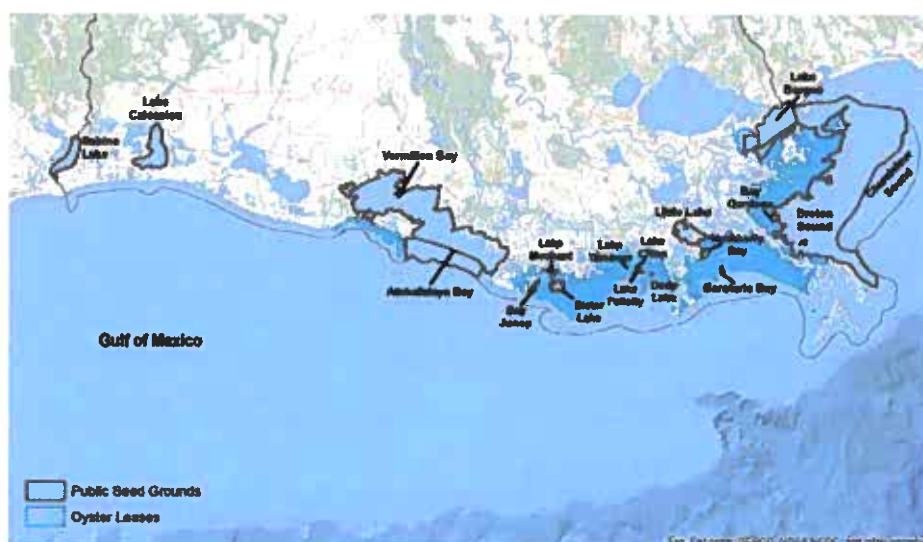 Lake
Borgne
Lake
Calcasieu
Sabine
Lake
Vermilion Bay
Chandeleur
Sound
Bay
Gardene
Breton
Sound
Little Lake
Bay
Lake
Mechant
Lake
Lake
Lake
Felicity
Deep
Lake
Barataria Bay
Atchafalaya Bay
Sister
Lake
Bay
Junop
Gulf of Mexico
Public Seed Grounds
Oyster Leases